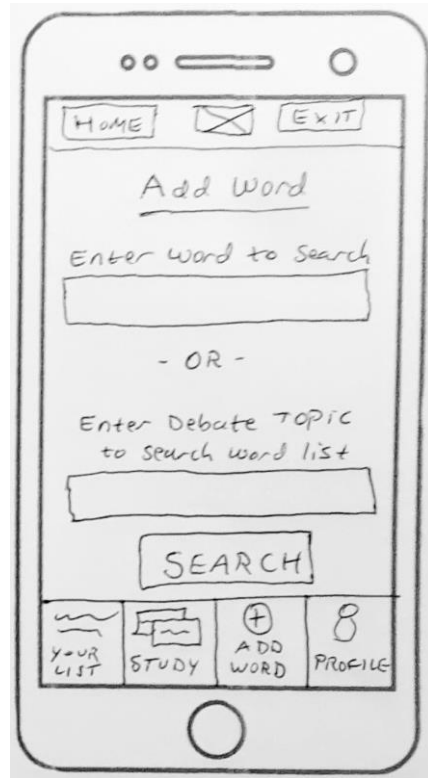 HOME EXIT
Add Word
Enter Word to Search
- OR -
Enter Debate TOPIC
to search word list
SEARCH
YOUR LIST
STUDY
ADD WORD
PROFILE